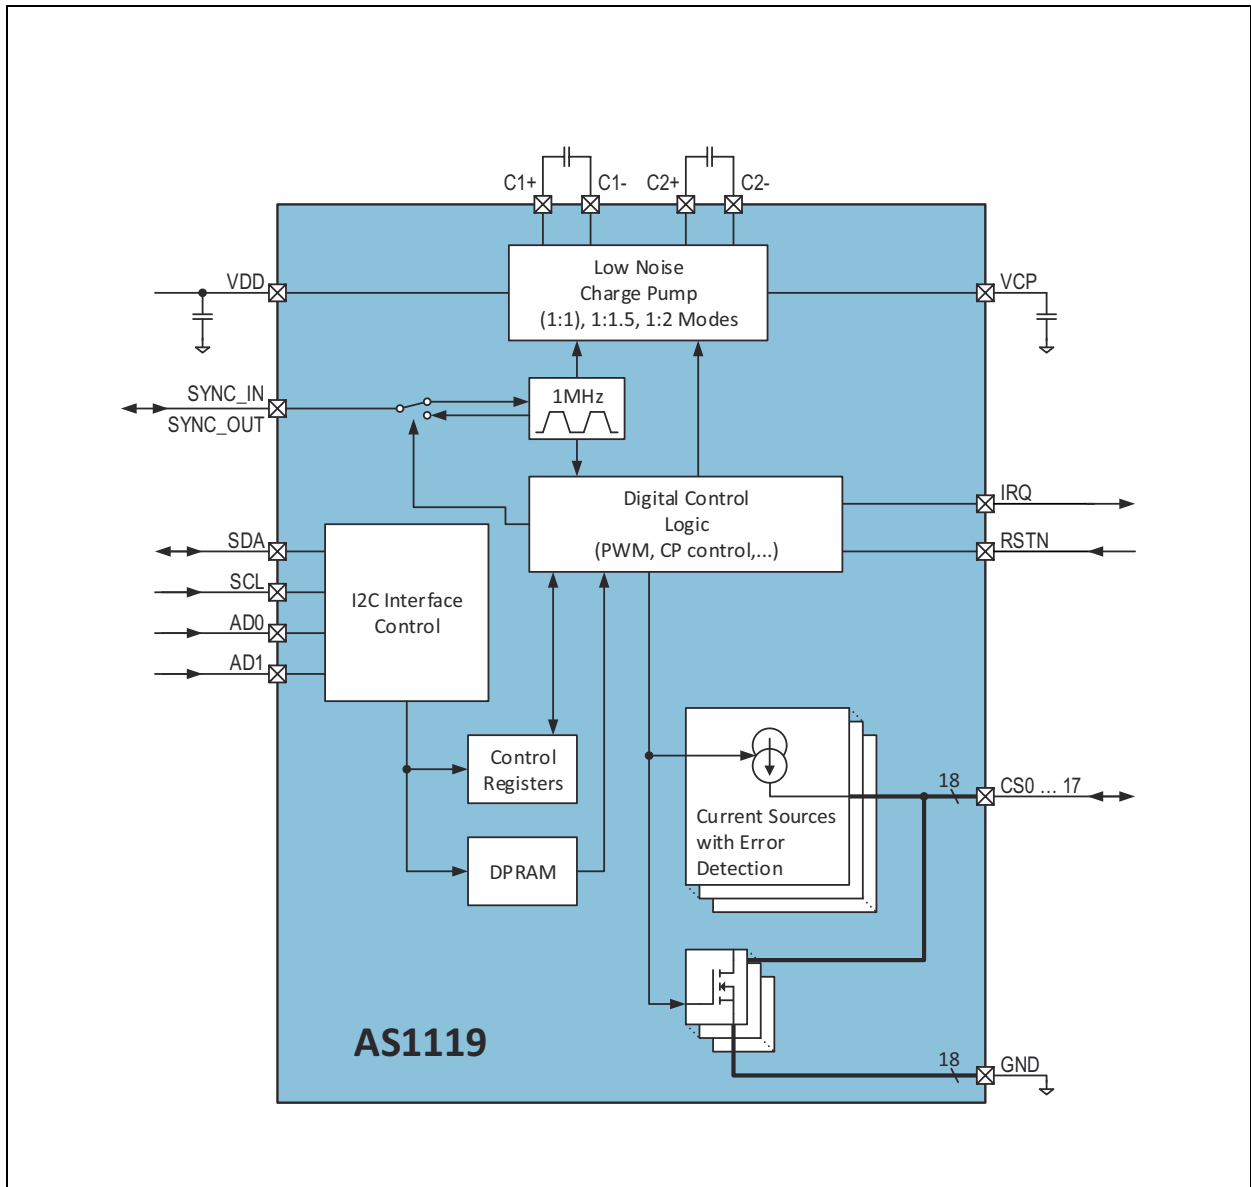 C1+
C1-
C2+
C2-
VDD
Low Noise
Charge Pump
(1:1), 1:1.5, 1:2 Modes
VCP
SYNC_IN
SYNC_OUT
1MHz
Digital Control
Logic
(PWM, CP control,...)
IRQ
RSTN
SDA
SCL
AD0
AD1
I2C Interface
Control
Control
Registers
DPRAM
Current Sources
with Error
Detection
18
CS0 ... 17
AS1119
18
GND